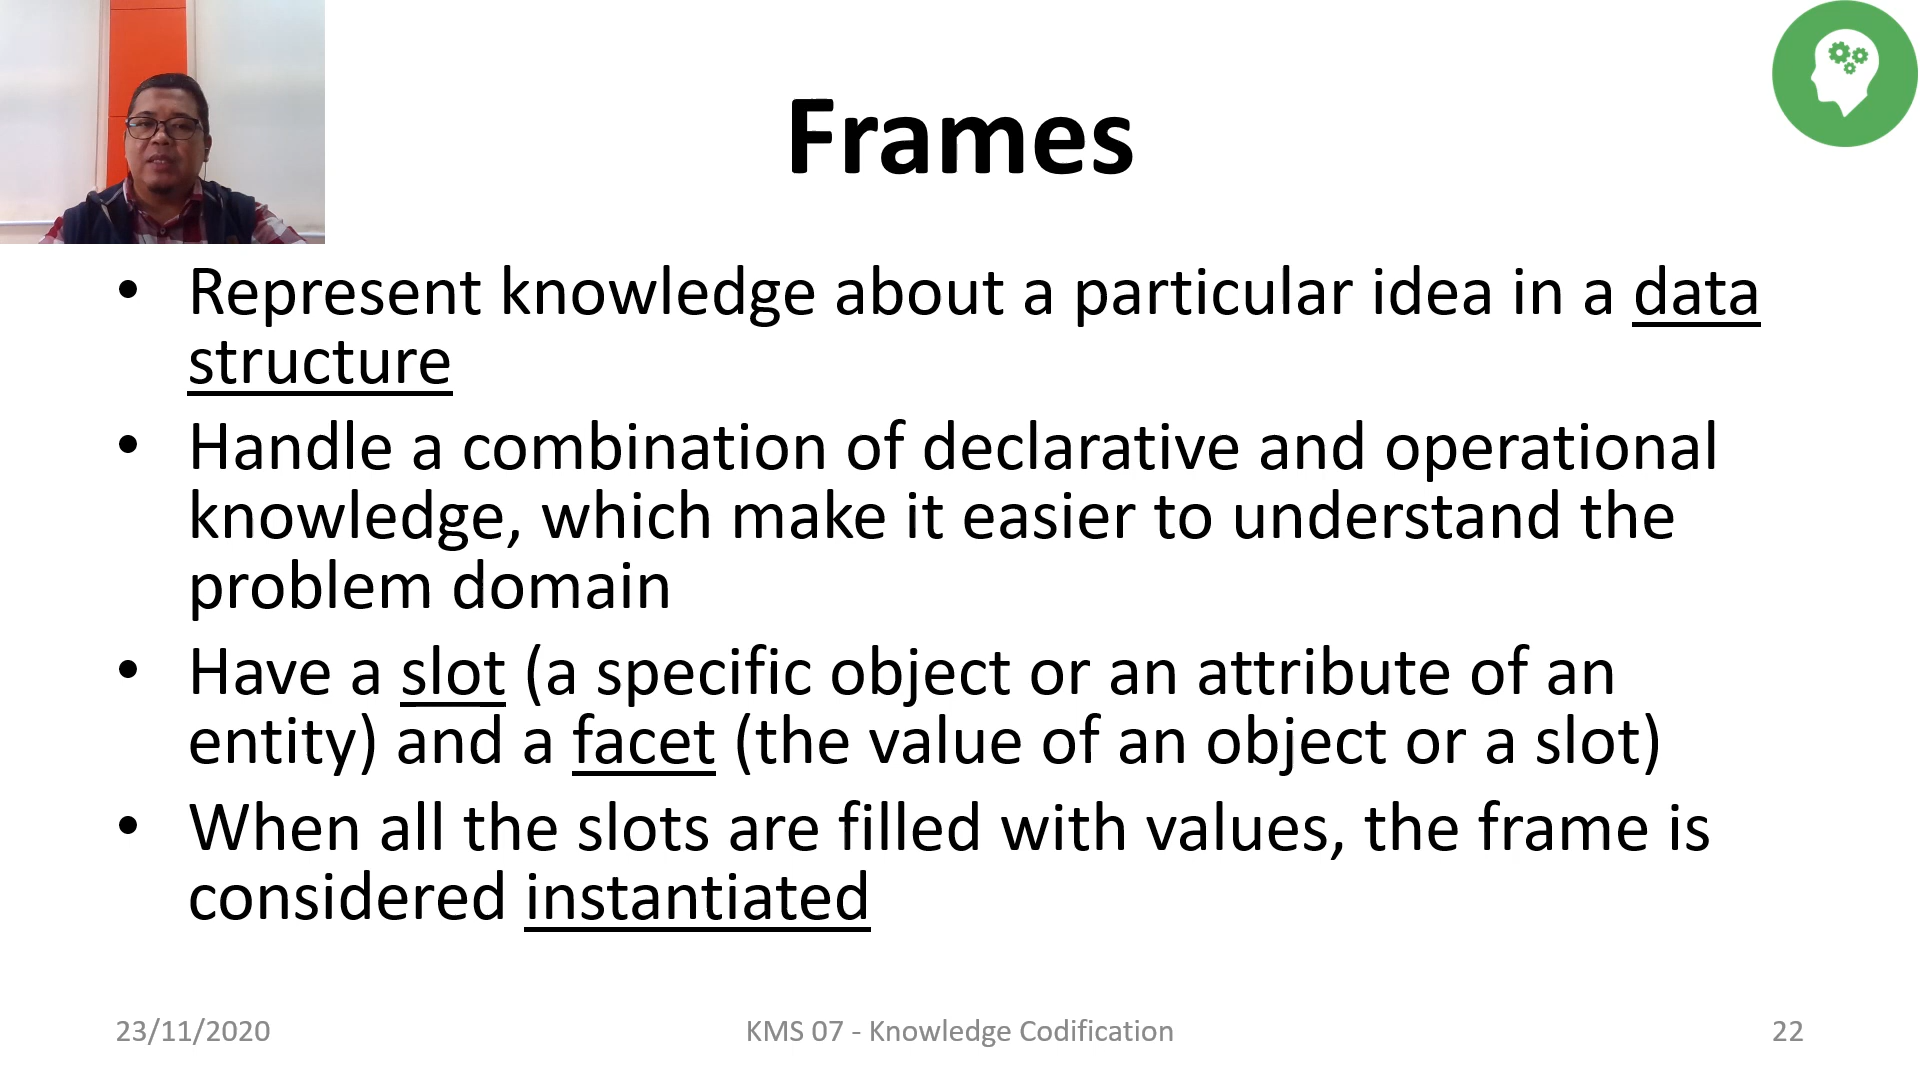 Frames
• Represent knowledge about a particular idea in a data
structure
• Handle a combination of declarative and operational
knowledge, which make it easier to understand the
problem domain
• Have a slot (a specific object or an attribute of an
entity) and a facet (the value of an object or a slot)
• When all the slots are filled with values, the frame is
considered instantiated
23/11/2020
KMS 07 - Knowledge Codification
22